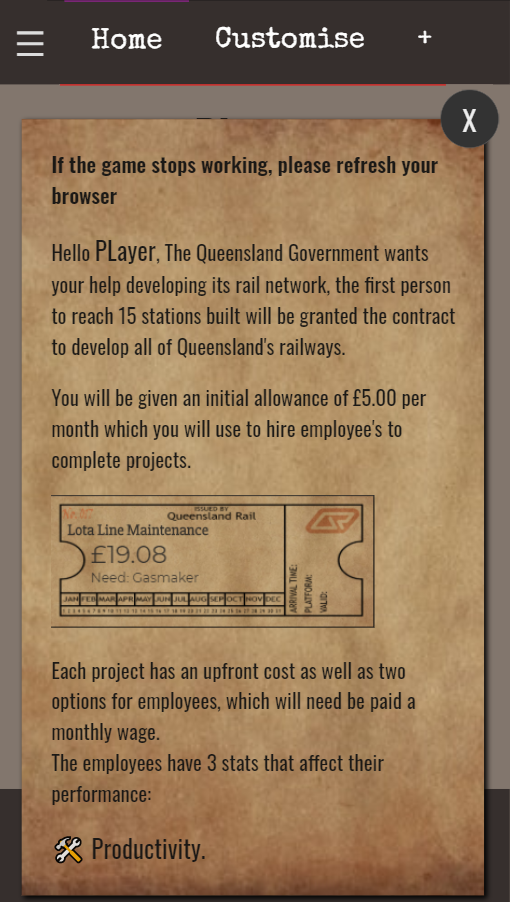 Home Customise +
X
If the game stops working, please refresh your
browser
Hello PLayer, The Queensland Government wants
your help developing its rail network, the first person
to reach 15 stations built will be granted the contract
to develop all of Queensland's railways.
You will be given an initial allowance of £5.00 per
month which you will use to hire employee's to
complete projects.
ISSUED BY
Queensland Rail
Lota Line Maintenance
£19.08
Need: Gasmaker
JAN FEB MAR APR MAY JUN JUL AUG SEP OCT NOV DEC
ARRIVAL TIME:
PLATFORM:
VALID:
Each project has an upfront cost as well as two
options for employees, which will need be paid a
monthly wage.
The employees have 3 stats that affect their
performance:
Productivity.